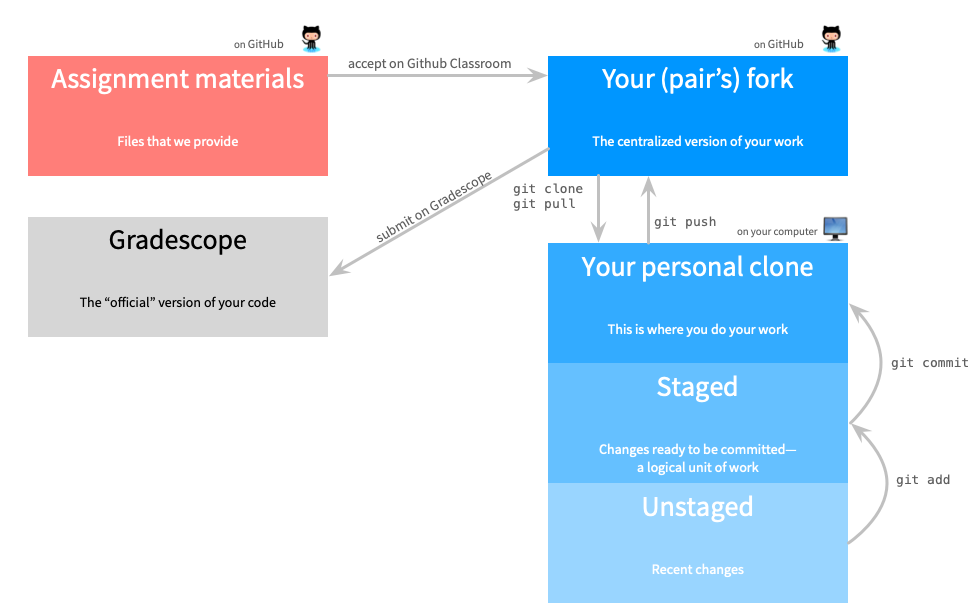 on GitHub
on GitHub
accept on Github Classroom
Assignment materials
Your (pair’s) fork
Files that we provide
The centralized version of your work
submit on Gradescope
git clone
git pull
git push
on your computer
Gradescope
Your personal clone
The “official” version of your code
This is where you do your work
git commit
Staged
Changes ready to be committed—
a logical unit of work
git add
Unstaged
Recent changes